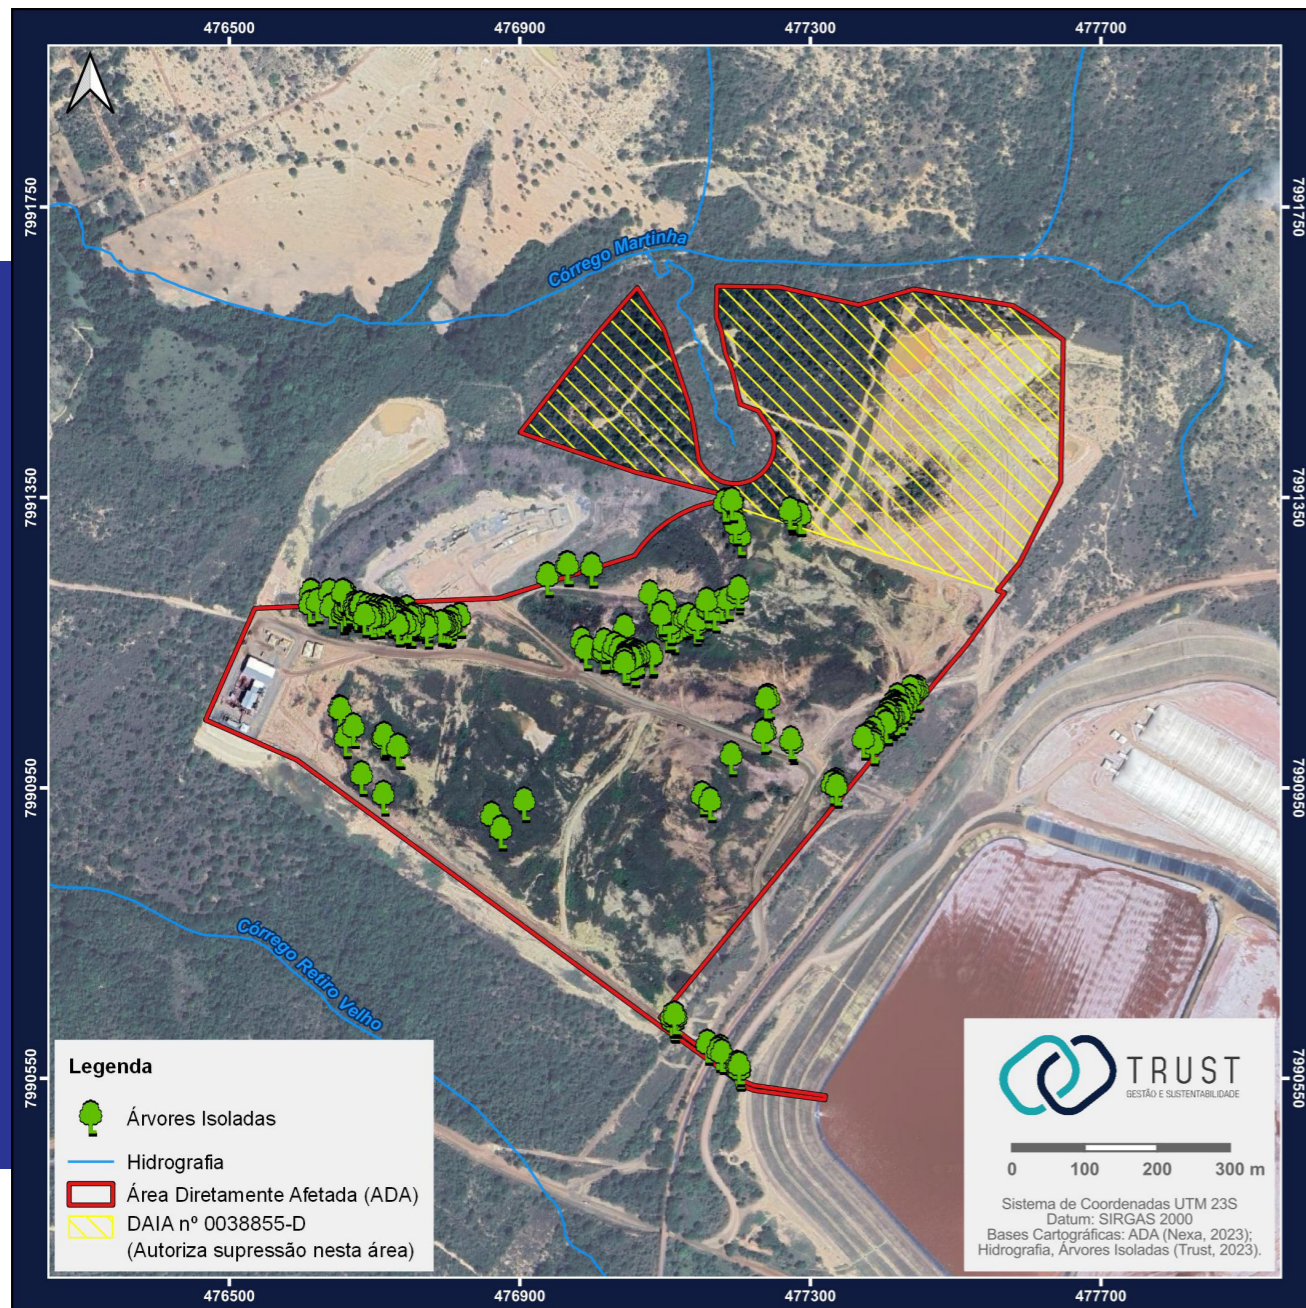 476500 476900 477300 477700
7991750 7991750
Córrego Martinha
7991350 7991350
7990950 7990950
Córrego Retiro Velho
7990550 7990550
Legenda
Árvores Isoladas
Hidrografia
Área Diretamente Afetada (ADA)
DAIA nº 0038855-D
(Autoriza supressão nesta área)
TRUST
GESTÃO E SUSTENTABILIDADE
0 100 200 300 m
Sistema de Coordenadas UTM 23S
Datum: SIRGAS 2000
Bases Cartográficas: ADA (Nexa, 2023);
Hidrografia, Árvores Isoladas (Trust, 2023).
476500 476900 477300 477700